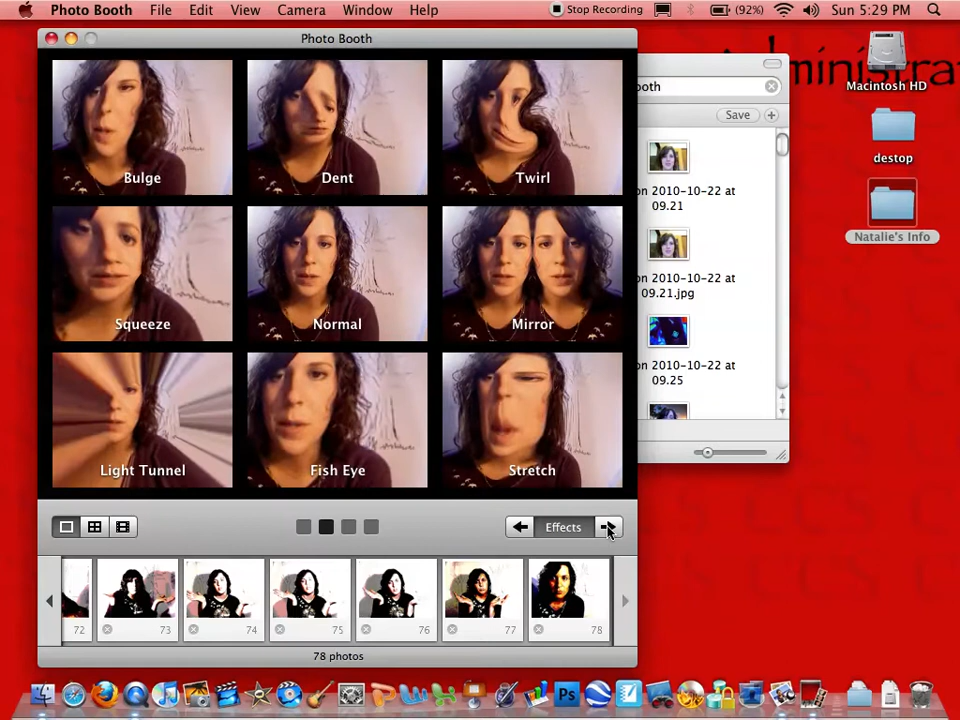 Photo Booth File Edit View Camera Window Help Stop Recording (92%) Sun 5:29 PM
Photo Booth
Macintosh HD
destop
Natalie's Info
ooth
Save
on 2010-10-22 at
09.21
on 2010-10-22 at
09.21.jpg
on 2010-10-22 at
09.25
Bulge Dent Twirl
Squeeze Normal Mirror
Light Tunnel Fish Eye Stretch
Effects
72 73 74 75 76 77 78
78 photos
Ps